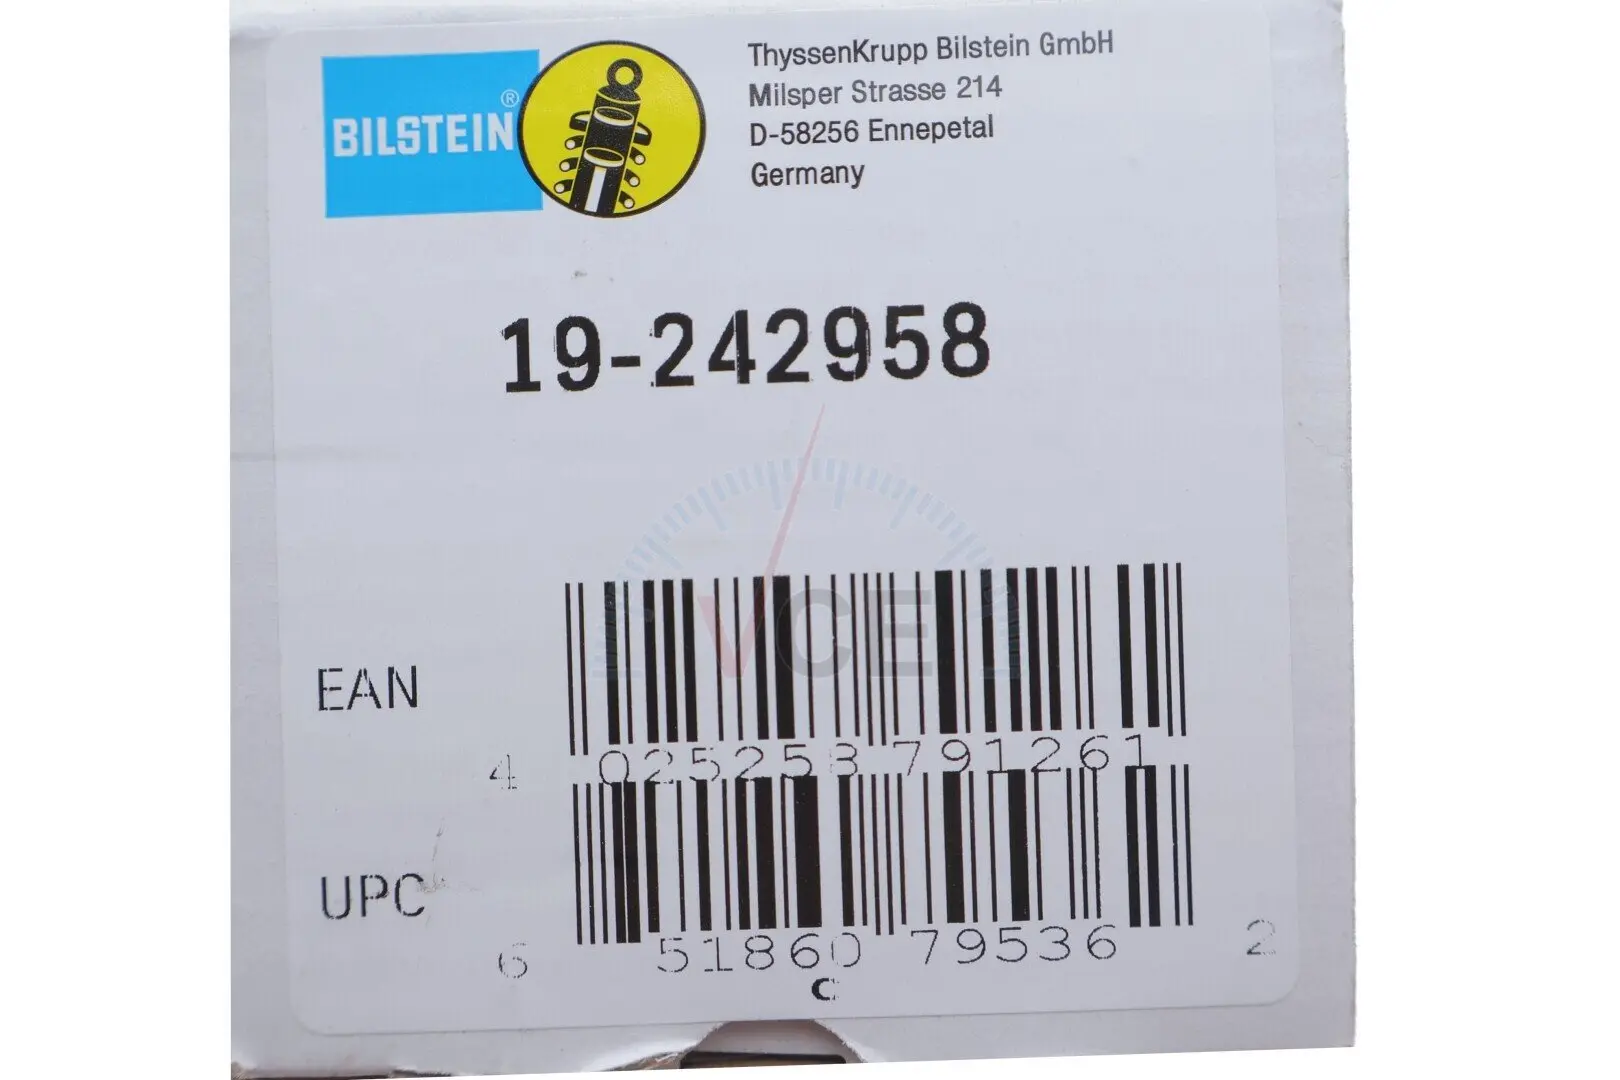 BILSTEIN®
ThyssenKrupp Bilstein GmbH
Milsper Strasse 214
D-58256 Ennepetal
Germany
19-242958
VCE
EAN
4 025258 791261
UPC
6 51860 79536 2
C